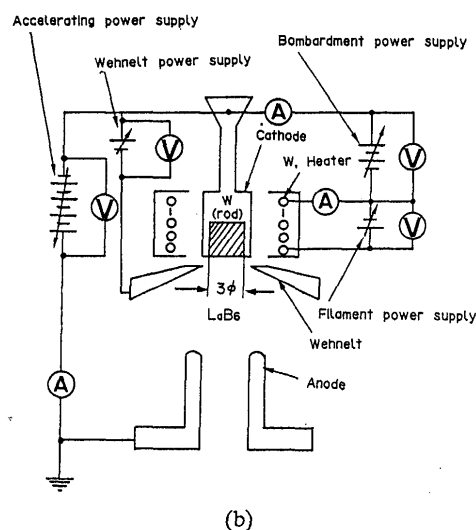 Accelerating power supply
Wehnelt power supply
Bombardment power supply
A
Cathode
V
W, Heater
V
V
W
(rod)
A
V
3ϕ
LaB6
Filament power supply
Wehnelt
A
Anode
(b)